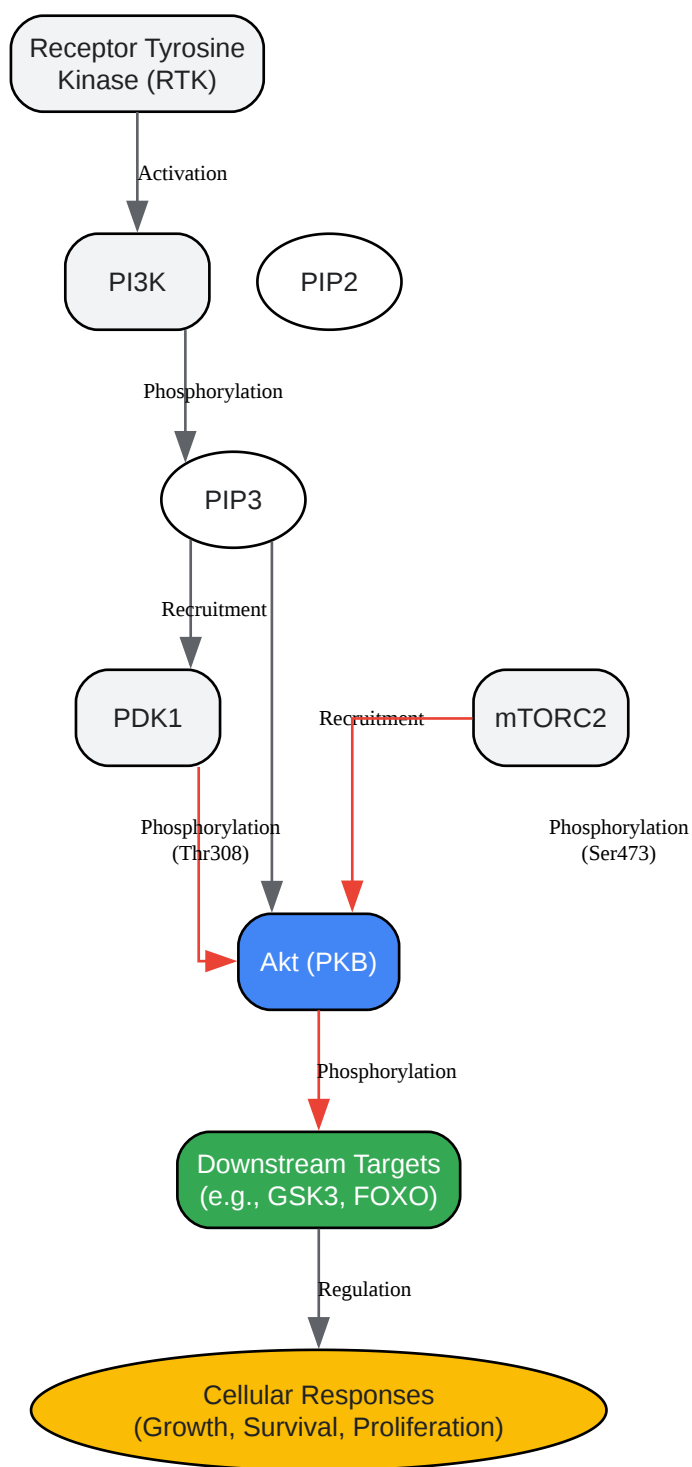 Receptor Tyrosine
Kinase (RTK)
Activation
PI3K
PIP2
Phosphorylation
PIP3
Recruitment
PDK1
Recruitment
mTORC2
Phosphorylation
(Thr308)
Phosphorylation
(Ser473)
Akt (PKB)
Phosphorylation
Downstream Targets
(e.g., GSK3, FOXO)
Regulation
Cellular Responses
(Growth, Survival, Proliferation)